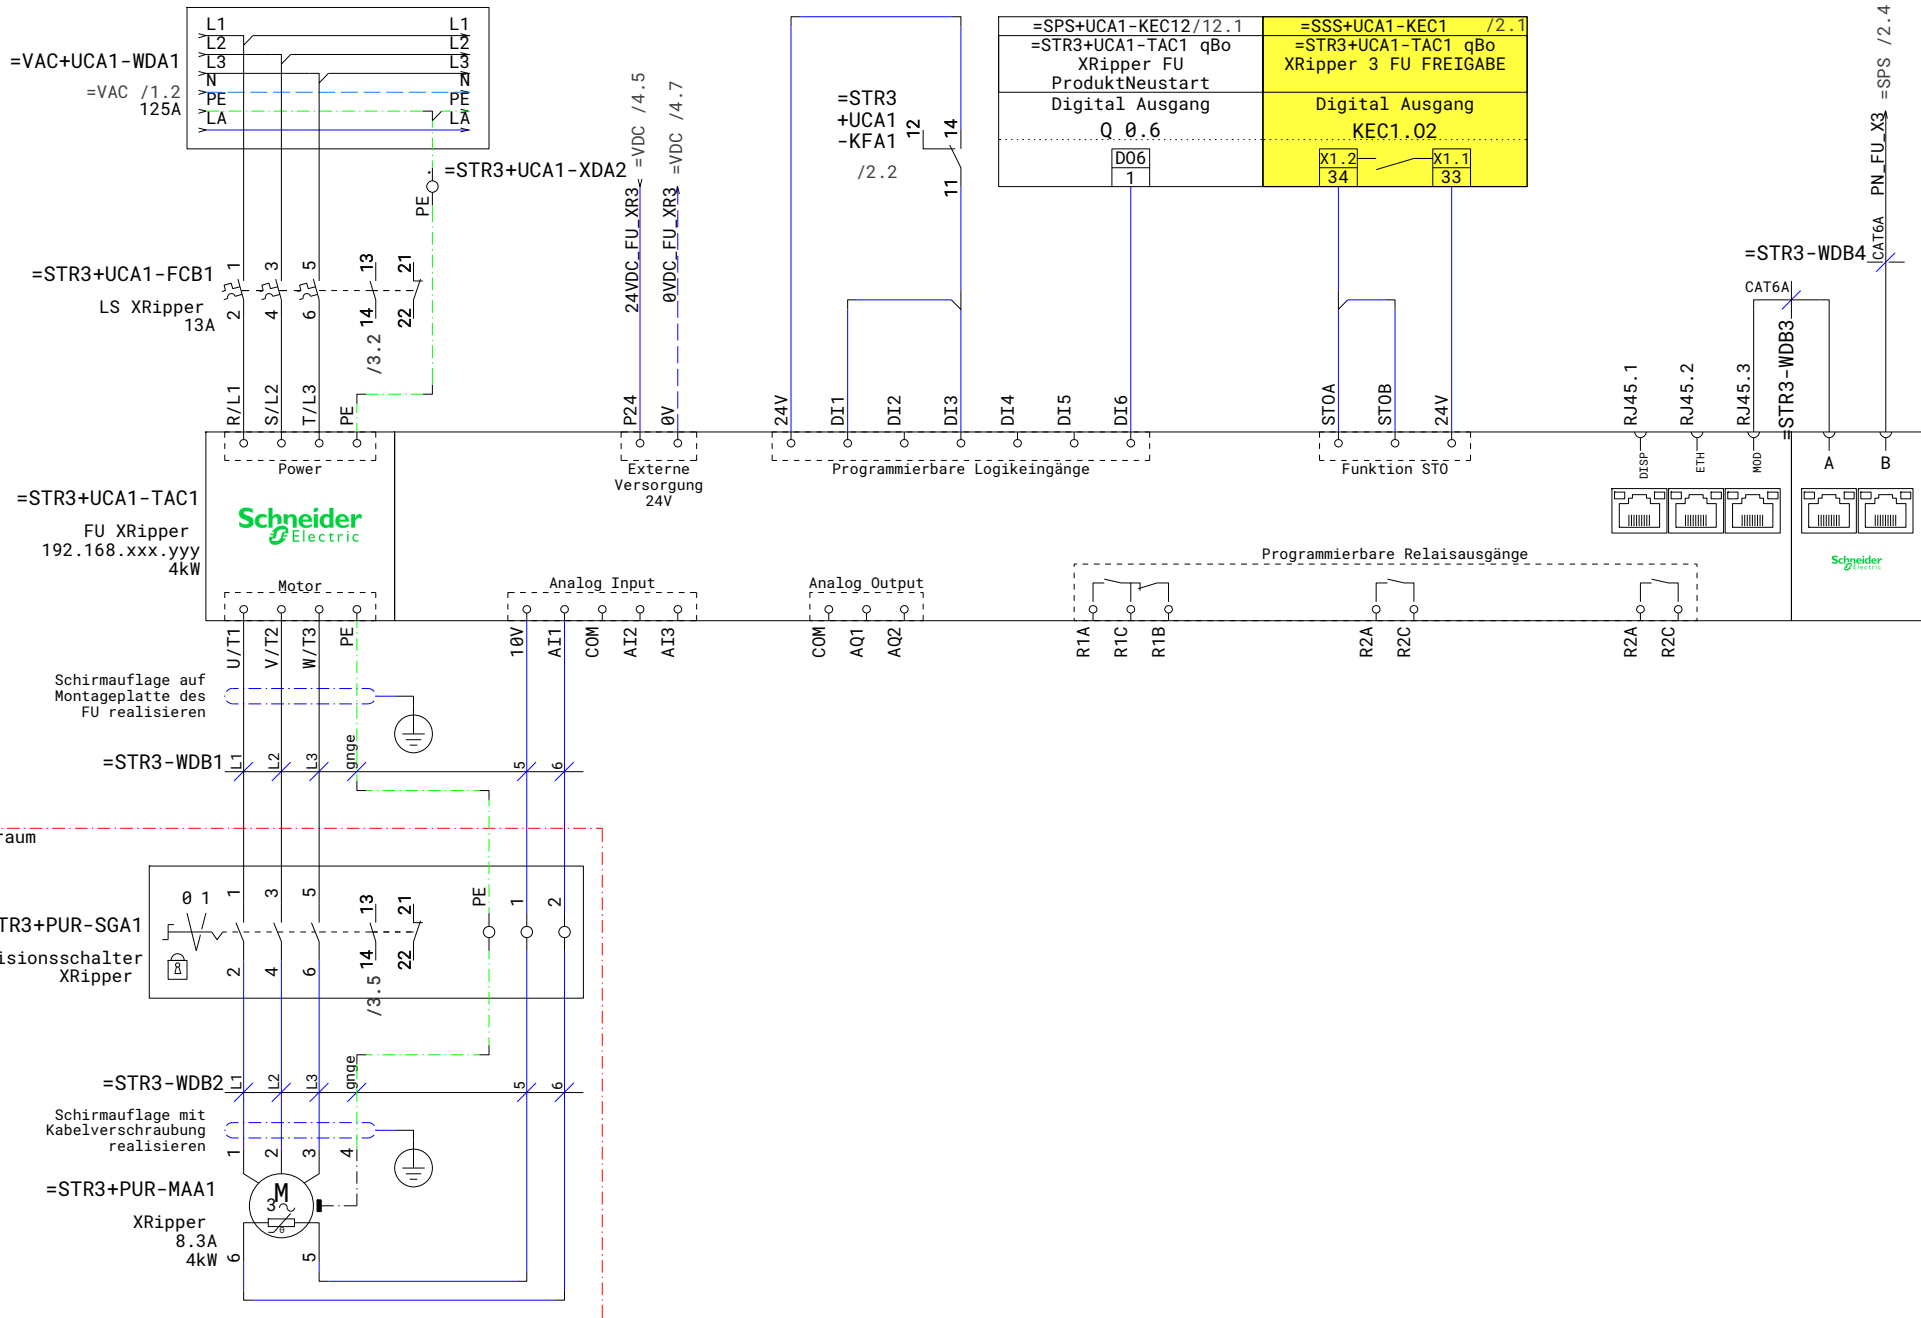 L1 L1
L2 L2
L3 L3
N N
PE PE
LA LA
=VAC+UCA1-WDA1
=VAC /1.2
125A
=STR3+UCA1-XDA2
PE
=STR3+UCA1-FCB1
LS XRipper
13A
1 3 5 13 21
2 4 6 14 22
/3.2
=VDC /4.5
=VDC /4.7
24VDC_FU_XR3
0VDC_FU_XR3
=STR3
+UCA1
-KFA1
/2.2
12 14
11
=SPS+UCA1-KEC12/12.1
=STR3+UCA1-TAC1 qBo
XRipper FU
ProduktNeustart
Digital Ausgang
Q 0.6
DO6
1
=SSS+UCA1-KEC1 /2.1
=STR3+UCA1-TAC1 qBo
XRipper 3 FU FREIGABE
Digital Ausgang
KEC1.O2
X1.2 X1.1
34 33
=SPS /2.4
PN_FU_X3
CAT6A
=STR3-WDB4
CAT6A
=STR3-WDB3
R/L1 S/L2 T/L3 PE
P24 0V
24V DI1 DI2 DI3 DI4 DI5 DI6
STOA STOB 24V
RJ45.1 RJ45.2 RJ45.3
Power
Externe
Versorgung
24V
Programmierbare Logikeingänge
Funktion STO
DISP ETH MOD A B
=STR3+UCA1-TAC1
FU XRipper
192.168.xxx.yyy
4kW
Schneider
Electric
Schneider
Electric
Motor
Analog Input
Analog Output
Programmierbare Relaisausgänge
U/T1 V/T2 W/T3 PE
10V AI1 COM AI2 AI3
COM AQ1 AQ2
R1A R1C R1B
R2A R2C
R2A R2C
Schirmauflage auf
Montageplatte des
FU realisieren
=STR3-WDB1
L1 L2 L3 gnge 5 6
raum
0 1
1 3 5 13 21 PE 1 2
TR3+PUR-SGA1
isionsschalter
XRipper
2 4 6 14 22
/3.5
=STR3-WDB2
L1 L2 L3 gnge 5 6
Schirmauflage mit
Kabelverschraubung
realisieren
1 2 3 4
=STR3+PUR-MAA1
M
3
θ
XRipper
8.3A
4kW
6 5